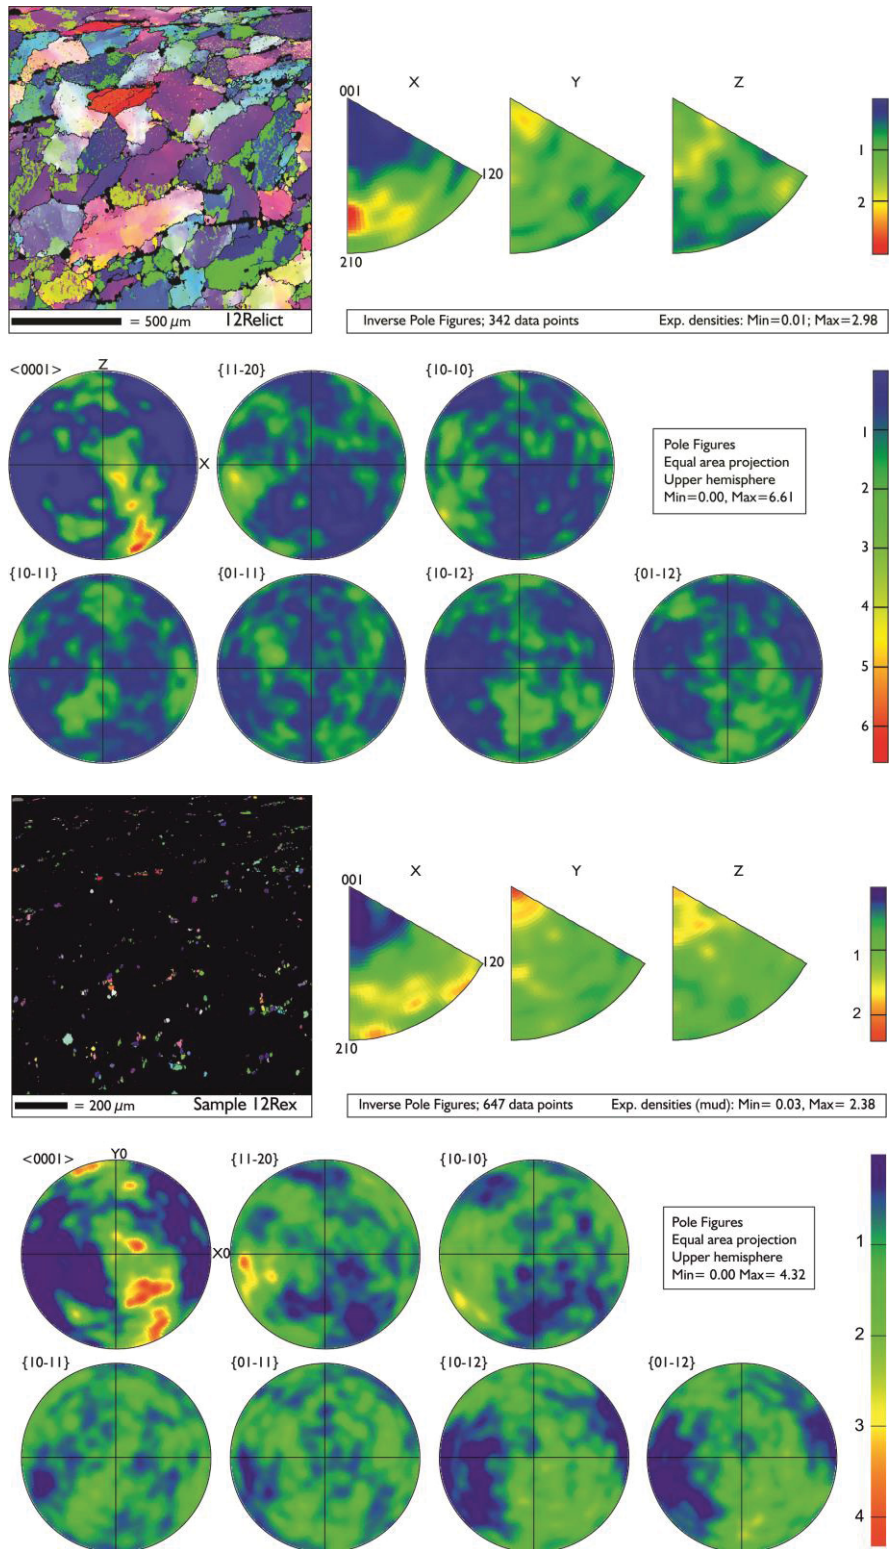 X Y Z
001
120
1
2
210
= 500 µm 12Relict
Inverse Pole Figures; 342 data points Exp. densities: Min=0.01; Max=2.98
<0001> Z {11-20} {10-10}
X
Pole Figures
Equal area projection
Upper hemisphere
Min=0.00, Max=6.61
1
2
3
4
5
6
{10-11} {01-11} {10-12} {01-12}
X Y Z
001
120
1
2
210
= 200 µm Sample 12Rex
Inverse Pole Figures; 647 data points Exp. densities (mud): Min= 0.03, Max= 2.38
<0001> Y0 {11-20} {10-10}
X0
Pole Figures
Equal area projection
Upper hemisphere
Min= 0.00 Max= 4.32
1
2
3
4
{10-11} {01-11} {10-12} {01-12}